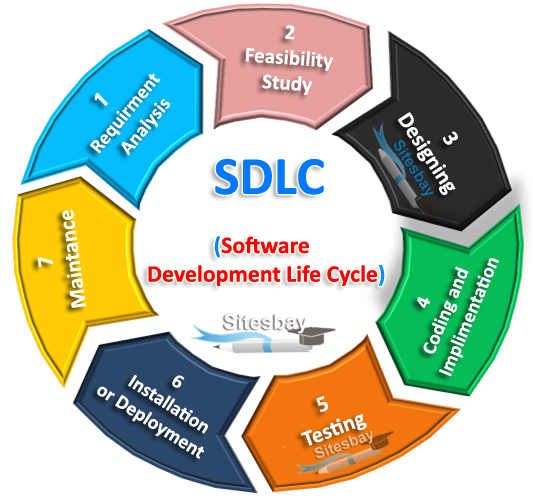 1
Requirment
Analysis
2
Feasibility
Study
3
Designing
Sitesbay
4
Coding and
Implimentation
5
Testing
Sitesbay
6
Installation
or Deployment
7
Maintance
SDLC
(Software
Development Life Cycle)
Sitesbay